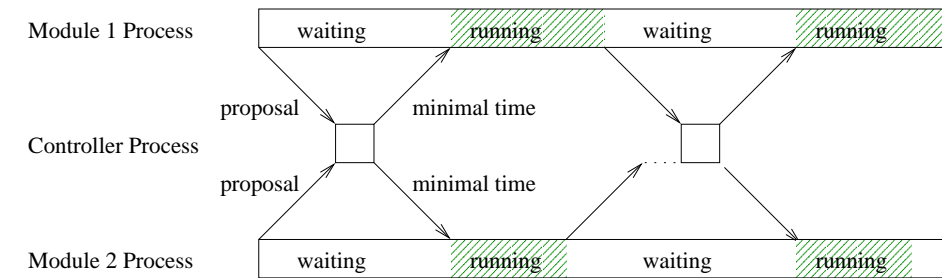 Module 1 Process waiting running waiting running
proposal minimal time
Controller Process
proposal minimal time
Module 2 Process waiting running waiting running